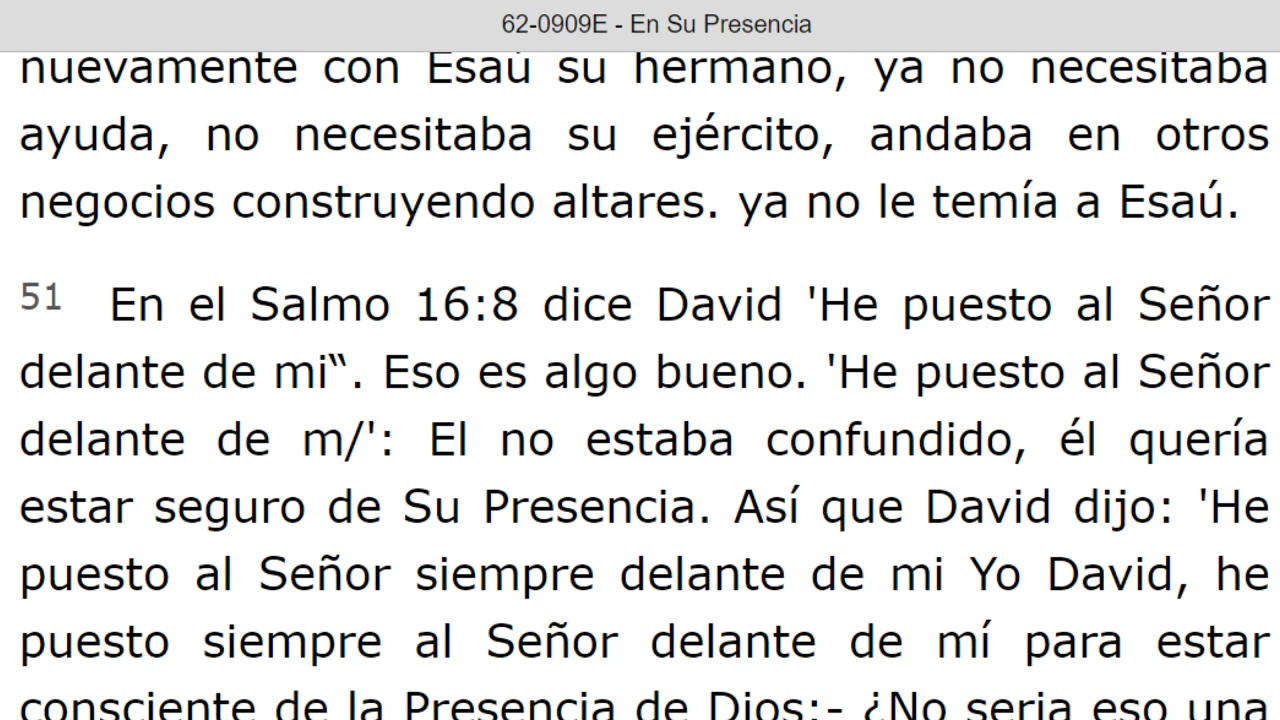 62-0909E - En Su Presencia
nuevamente con Esaú su hermano, ya no necesitaba
ayuda, no necesitaba su ejército, andaba en otros
negocios construyendo altares. ya no le temía a Esaú.
51 En el Salmo 16:8 dice David 'He puesto al Señor
delante de mi“. Eso es algo bueno. 'He puesto al Señor
delante de m/': El no estaba confundido, él quería
estar seguro de Su Presencia. Así que David dijo: 'He
puesto al Señor siempre delante de mi Yo David, he
puesto siempre al Señor delante de mí para estar
consciente de la Presencia de Dios:- ¿No seria eso una